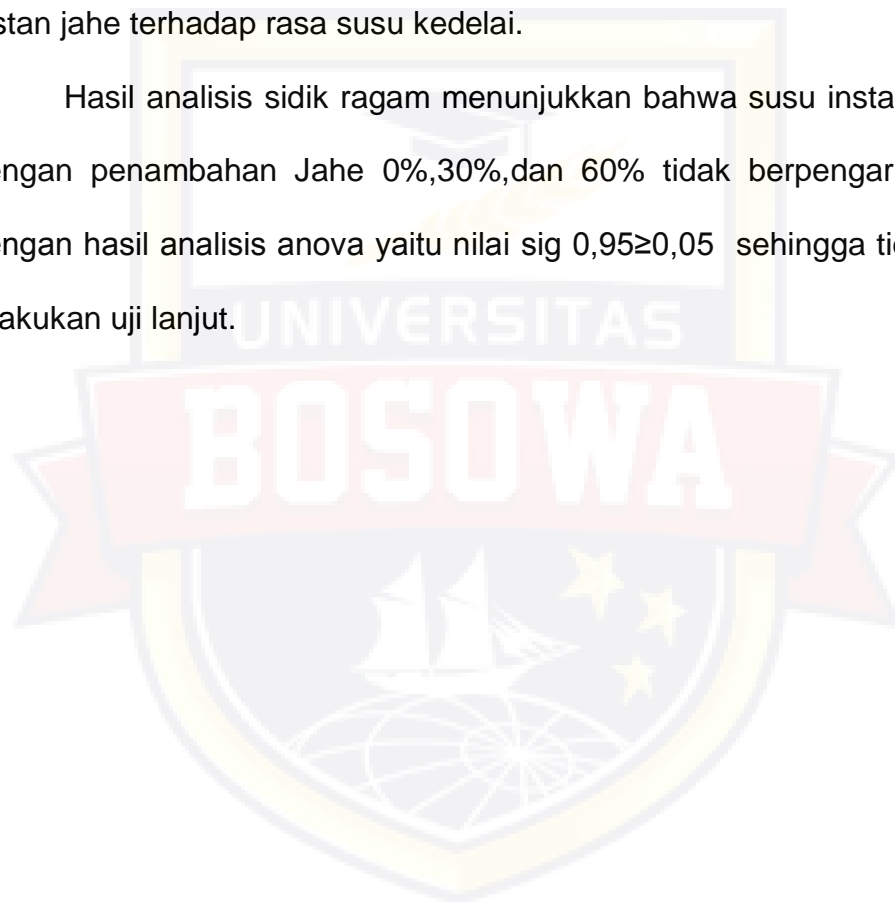 stan jahe terhadap rasa susu kedelai.
Hasil analisis sidik ragam menunjukkan bahwa susu insta
engan penambahan Jahe 0%,30%,dan 60% tidak berpengar
engan hasil analisis anova yaitu nilai sig 0,95≥0,05 sehingga ti
akukan uji lanjut.
UNIVERSITAS
BOSOWA